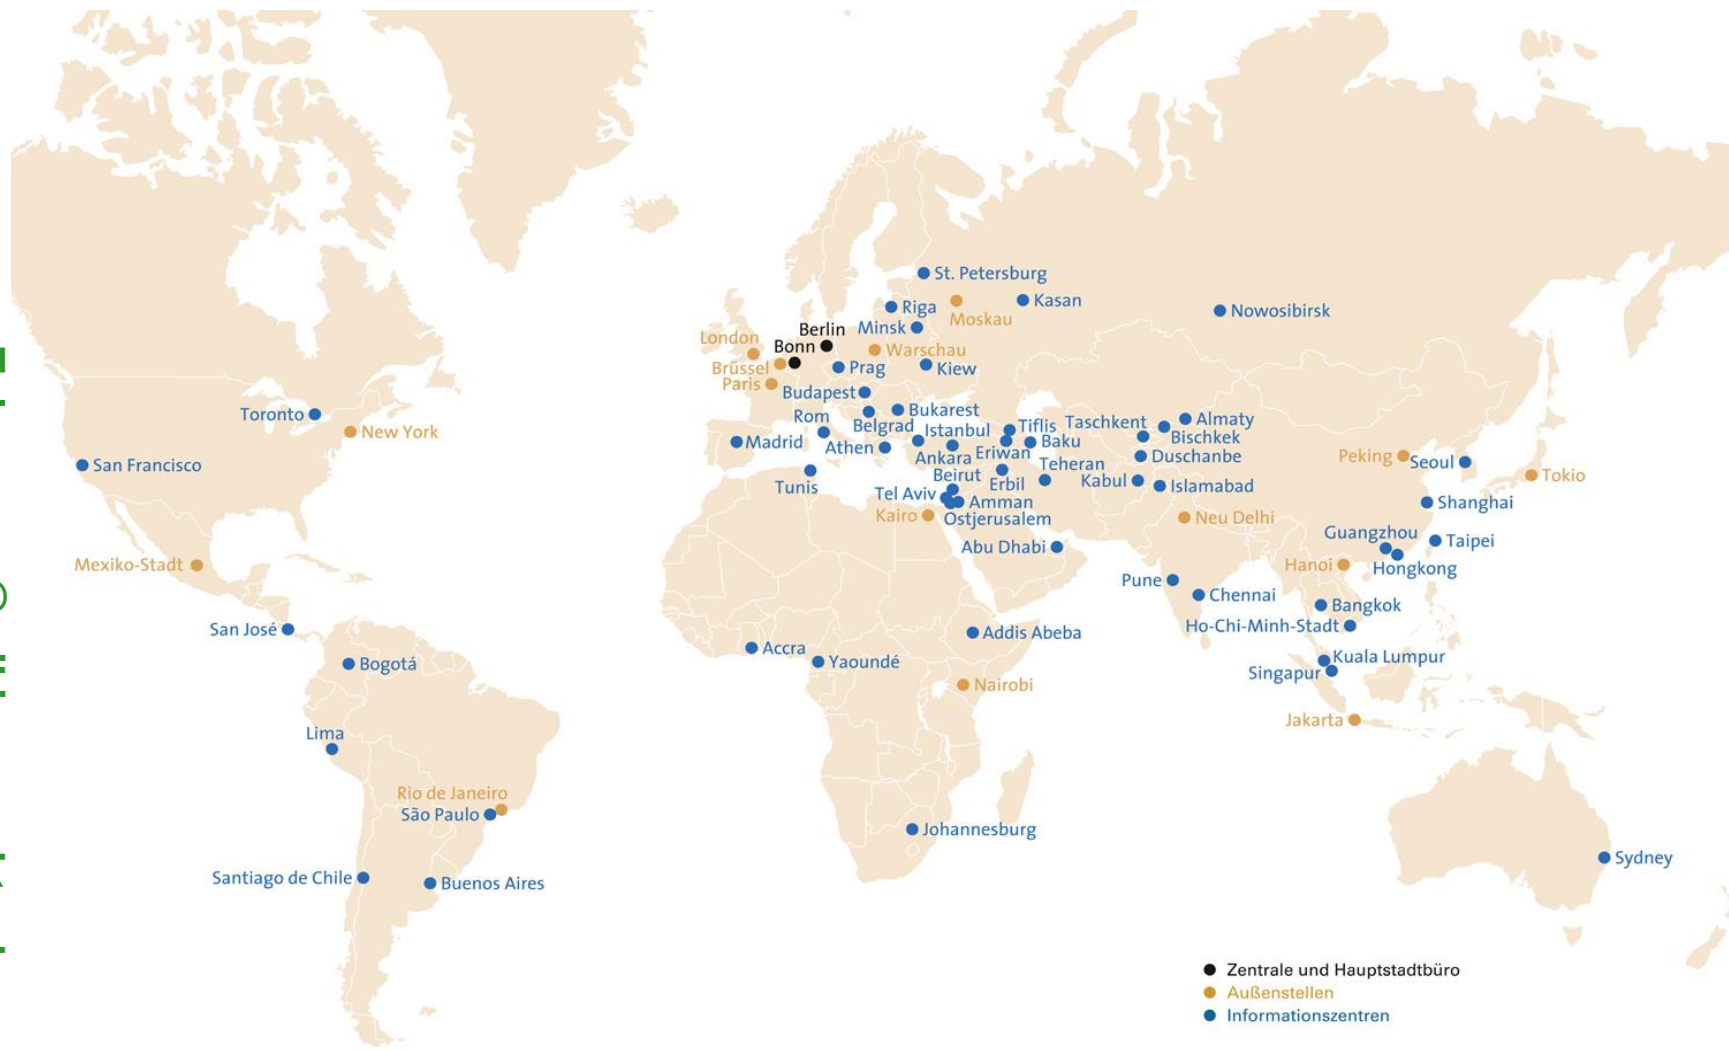 St. Petersburg
Riga
Moskau
Kasan
Nowosibirsk
Minsk
Berlin
London
Bonn
Warschau
Brüssel
Prag
Kiew
Paris
Budapest
Toronto
New York
Rom
Belgrad
Bukarest
Istanbul
Tiflis
Taschkent
Almaty
Bischkek
San Francisco
Madrid
Athen
Ankara
Eriwan
Baku
Duschanbe
Peking
Seoul
Tokio
Tunis
Beirut
Erbil
Teheran
Kabul
Islamabad
Tel Aviv
Amman
Shanghai
Kairo
Ostjerusalem
Neu Delhi
Guangzhou
Taipei
Abu Dhabi
Hanoi
Hongkong
Mexiko-Stadt
Pune
Chennai
Bangkok
San José
Ho-Chi-Minh-Stadt
Addis Abeba
Accra
Yaoundé
Bogotá
Kuala Lumpur
Singapur
Nairobi
Jakarta
Lima
Rio de Janeiro
São Paulo
Johannesburg
Sydney
Santiago de Chile
Buenos Aires
Zentrale und Hauptstadtbüro
Außenstellen
Informationszentren